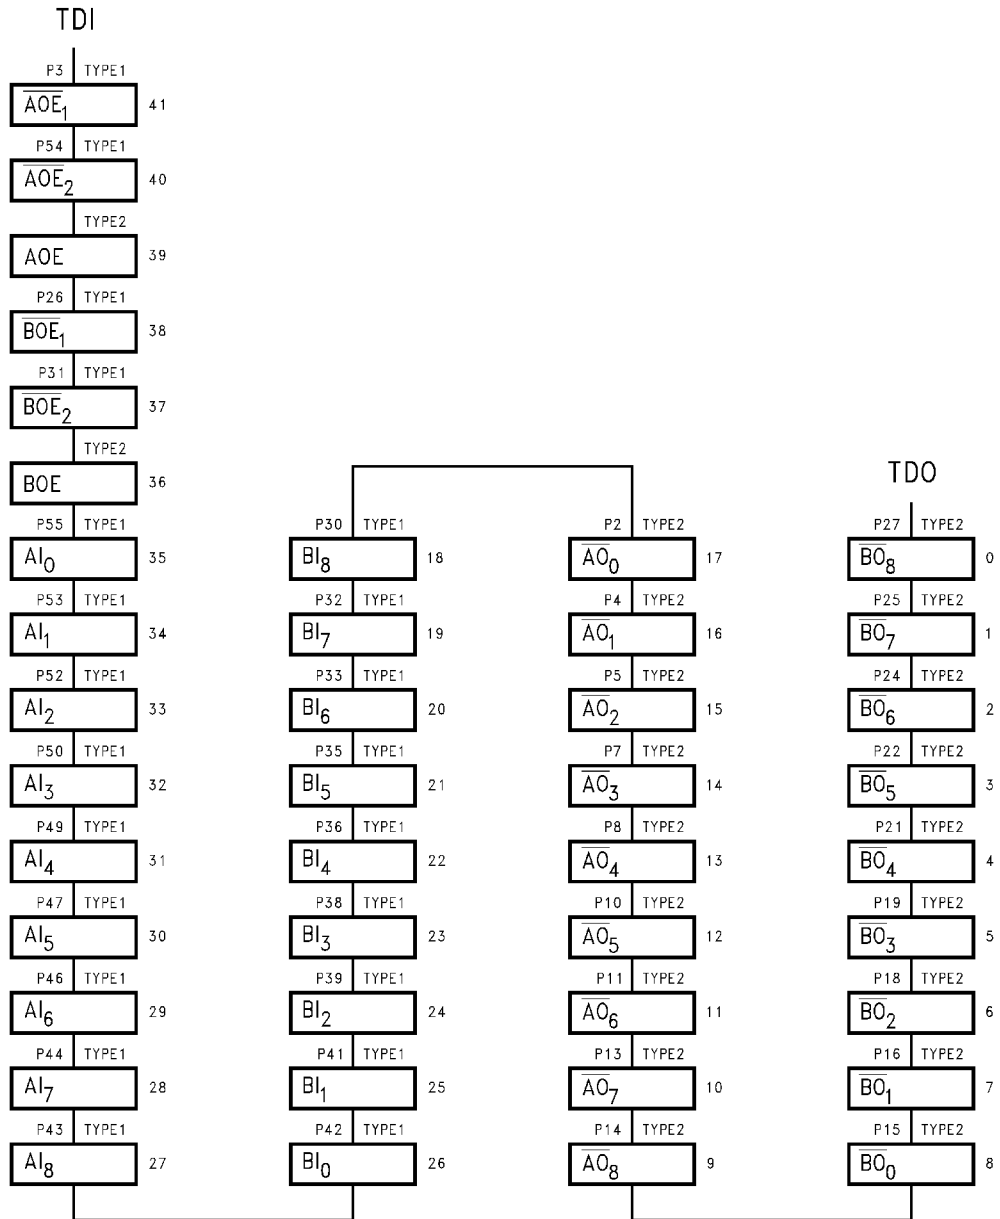 TDI
P3 TYPE1
AOE1 41
P54 TYPE1
AOE2 40
TYPE2
AOE 39
P26 TYPE1
BOE1 38
P31 TYPE1
BOE2 37
TYPE2
BOE 36
P55 TYPE1
AI0 35
P53 TYPE1
AI1 34
P52 TYPE1
AI2 33
P50 TYPE1
AI3 32
P49 TYPE1
AI4 31
P47 TYPE1
AI5 30
P46 TYPE1
AI6 29
P44 TYPE1
AI7 28
P43 TYPE1
AI8 27
P30 TYPE1
BI8 18
P32 TYPE1
BI7 19
P33 TYPE1
BI6 20
P35 TYPE1
BI5 21
P36 TYPE1
BI4 22
P38 TYPE1
BI3 23
P39 TYPE1
BI2 24
P41 TYPE1
BI1 25
P42 TYPE1
BI0 26
P2 TYPE2
AO0 17
P4 TYPE2
AO1 16
P5 TYPE2
AO2 15
P7 TYPE2
AO3 14
P8 TYPE2
AO4 13
P10 TYPE2
AO5 12
P11 TYPE2
AO6 11
P13 TYPE2
AO7 10
P14 TYPE2
AO8 9
TDO
P27 TYPE2
BO8 0
P25 TYPE2
BO7 1
P24 TYPE2
BO6 2
P22 TYPE2
BO5 3
P21 TYPE2
BO4 4
P19 TYPE2
BO3 5
P18 TYPE2
BO2 6
P16 TYPE2
BO1 7
P15 TYPE2
BO0 8